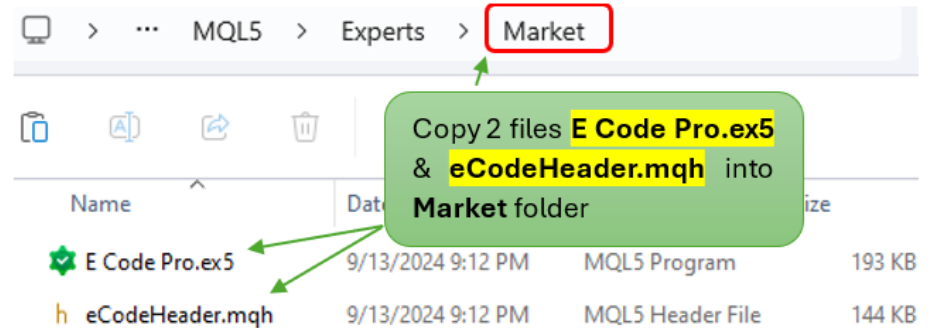 MQL5 > Experts > Market
Copy 2 files E Code Pro.ex5
& eCodeHeader.mqh into
Market folder
Name
E Code Pro.ex5 9/13/2024 9:12 PM MQL5 Program 193 KB
h eCodeHeader.mqh 9/13/2024 9:12 PM MQL5 Header File 144 KB